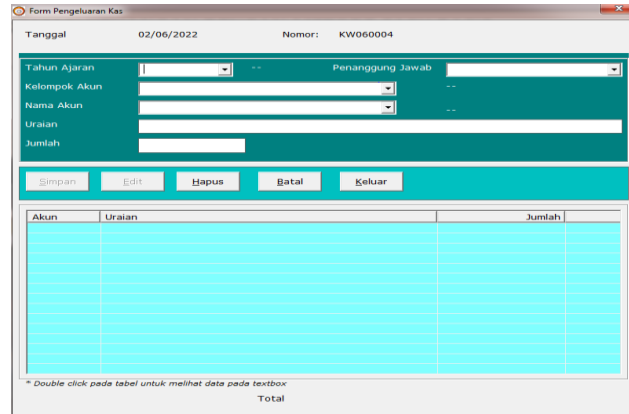 Form Pengeluaran Kas
Tanggal 02/06/2022 Nomor: KW060004
Tahun Ajaran -- Penanggung Jawab
Kelompok Akun --
Nama Akun --
Uraian
Jumlah
Simpan Edit Hapus Batal Keluar
Akun Uraian Jumlah
* Double click pada tabel untuk melihat data pada textbox
Total